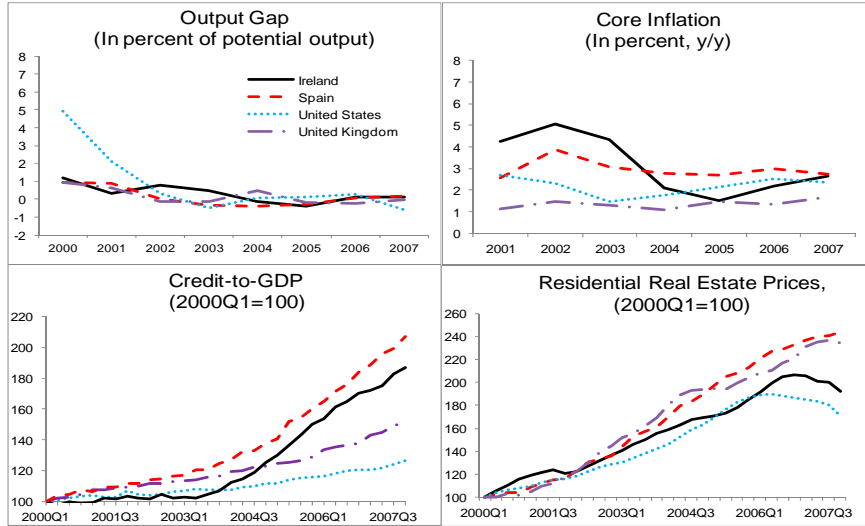 Output Gap
(In percent of potential output)
8
7
6
5
4
3
2
1
0
-1
-2
Ireland
Spain
United States
United Kingdom
2000 2001 2002 2003 2004 2005 2006 2007
Core Inflation
(In percent, y/y)
8
7
6
5
4
3
2
1
0
2001 2002 2003 2004 2005 2006 2007
Credit-to-GDP
(2000Q1=100)
220
200
180
160
140
120
100
2000Q1 2001Q3 2003Q1 2004Q3 2006Q1 2007Q3
Residential Real Estate Prices,
(2000Q1=100)
260
240
220
200
180
160
140
120
100
2000Q1 2001Q3 2003Q1 2004Q3 2006Q1 2007Q3